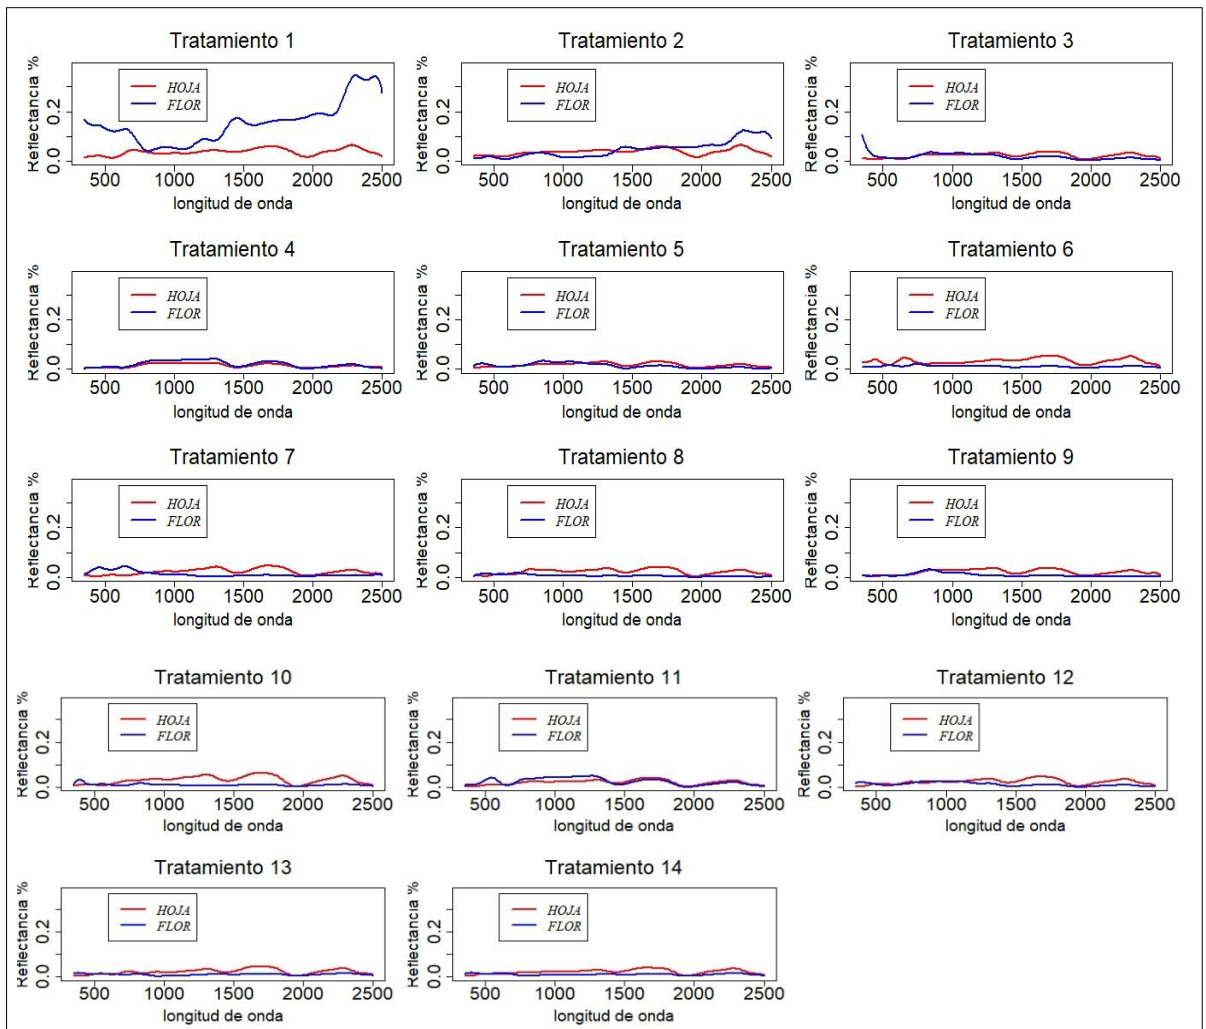 Tratamiento 1
Reflectancia %
0.0 0.2
HOJA
FLOR
500 1000 1500 2000 2500
longitud de onda
Tratamiento 2
Reflectancia %
0.0 0.2
HOJA
FLOR
500 1000 1500 2000 2500
longitud de onda
Tratamiento 3
Reflectancia %
0.0 0.2
HOJA
FLOR
500 1000 1500 2000 2500
longitud de onda
Tratamiento 4
Reflectancia %
0.0 0.2
HOJA
FLOR
500 1000 1500 2000 2500
longitud de onda
Tratamiento 5
Reflectancia %
0.0 0.2
HOJA
FLOR
500 1000 1500 2000 2500
longitud de onda
Tratamiento 6
Reflectancia %
0.0 0.2
HOJA
FLOR
500 1000 1500 2000 2500
longitud de onda
Tratamiento 7
Reflectancia %
0.0 0.2
HOJA
FLOR
500 1000 1500 2000 2500
longitud de onda
Tratamiento 8
Reflectancia %
0.0 0.2
HOJA
FLOR
500 1000 1500 2000 2500
longitud de onda
Tratamiento 9
Reflectancia %
0.0 0.2
HOJA
FLOR
500 1000 1500 2000 2500
longitud de onda
Tratamiento 10
Reflectancia %
0.0 0.2
HOJA
FLOR
500 1000 1500 2000 2500
longitud de onda
Tratamiento 11
Reflectancia %
0.0 0.2
HOJA
FLOR
500 1000 1500 2000 2500
longitud de onda
Tratamiento 12
Reflectancia %
0.0 0.2
HOJA
FLOR
500 1000 1500 2000 2500
longitud de onda
Tratamiento 13
Reflectancia %
0.0 0.2
HOJA
FLOR
500 1000 1500 2000 2500
longitud de onda
Tratamiento 14
Reflectancia %
0.0 0.2
HOJA
FLOR
500 1000 1500 2000 2500
longitud de onda